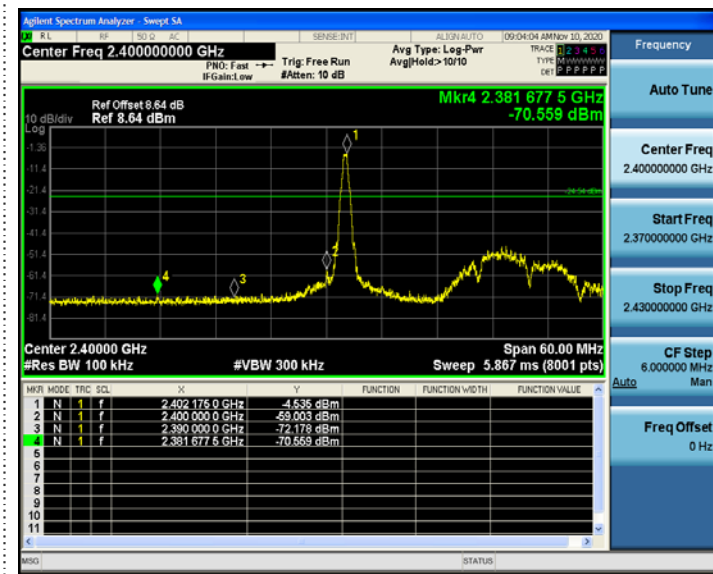 Agilent Spectrum Analyzer - Swept SA
RL RF 50 Ω AC SENSE:INT ALIGN AUTO 09:04:04 AM Nov 10, 2020
Center Freq 2.400000000 GHz
PNO: Fast
IFGain:Low
Trig: Free Run
#Atten: 10 dB
Avg Type: Log-Pwr
Avg|Hold:>10/10
TRACE 1 2 3 4 5 6
TYPE MWWWWW
DET P P P P P P
Ref Offset 8.64 dB
10 dB/div Ref 8.64 dBm
Log
Mkr4 2.381 677 5 GHz
-70.559 dBm
-1.36
-11.4
-21.4
-31.4
-41.4
-51.4
-61.4
-71.4
-81.4
-24.54 dBm
1
2
3
4
Center 2.40000 GHz Span 60.00 MHz
#Res BW 100 kHz #VBW 300 kHz Sweep 5.867 ms (8001 pts)
MKR MODE TRC SCL X Y FUNCTION FUNCTION WIDTH FUNCTION VALUE
1 N 1 f 2.402 175 0 GHz -4.535 dBm
2 N 1 f 2.400 000 0 GHz -59.003 dBm
3 N 1 f 2.390 000 0 GHz -72.178 dBm
4 N 1 f 2.381 677 5 GHz -70.559 dBm
5
6
7
8
9
10
11
MSG STATUS
Frequency
Auto Tune
Center Freq
2.400000000 GHz
Start Freq
2.370000000 GHz
Stop Freq
2.430000000 GHz
CF Step
6.000000 MHz
Auto Man
Freq Offset
0 Hz